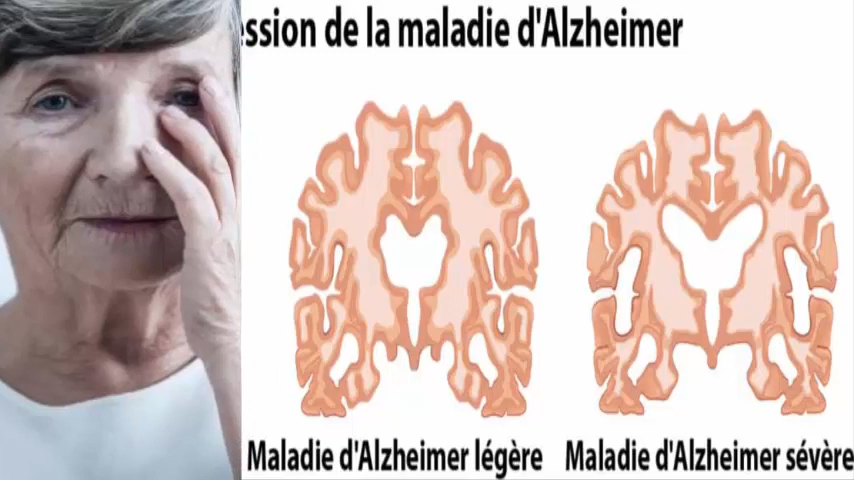 ssion de la maladie d'Alzheimer
Maladie d'Alzheimer légère
Maladie d'Alzheimer sévère